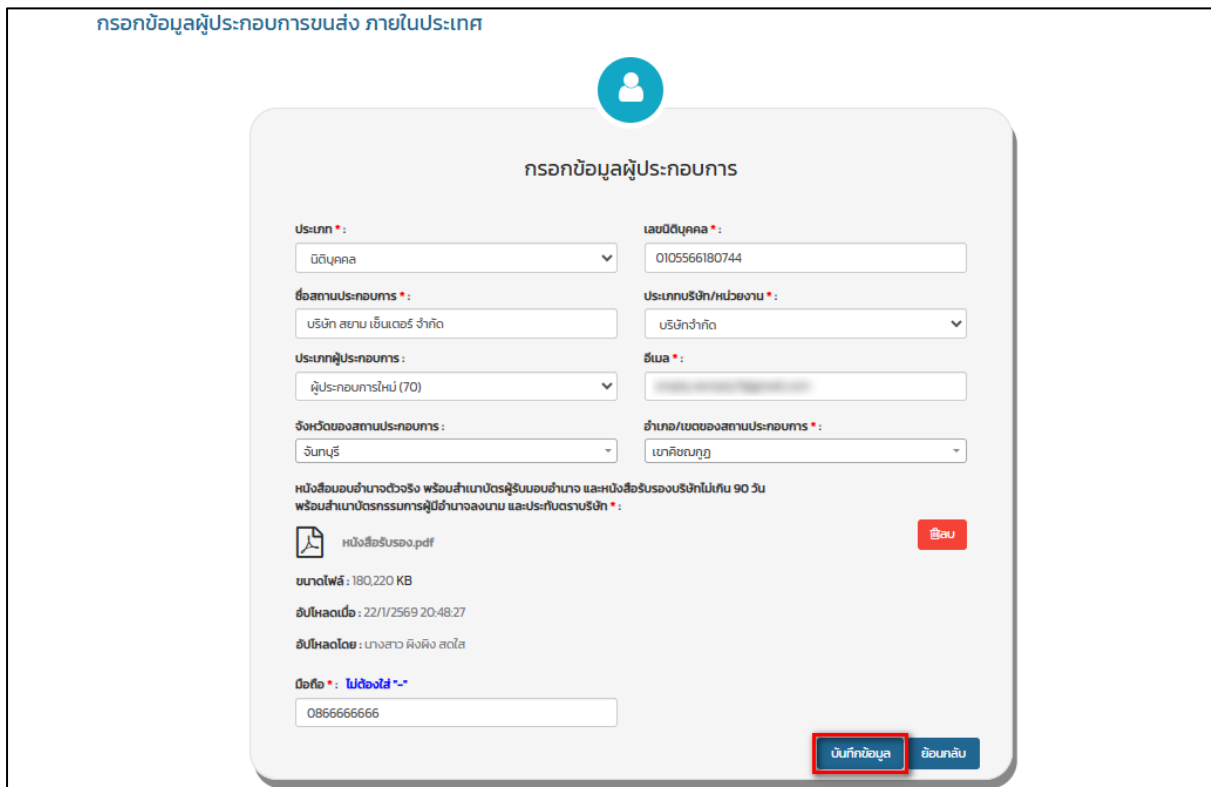 กรอกข้อมูลผู้ประกอบการขนส่ง ภายในประเทศ
กรอกข้อมูลผู้ประกอบการ
ประเภท * :
เลขนิติบุคคล * :
นิติบุคคล
0105566180744
ชื่อสถานประกอบการ * :
ประเภทบริษัท/หน่วยงาน * :
บริษัท สยาม เซ็นเตอร์ จำกัด
บริษัทจำกัด
ประเภทผู้ประกอบการ :
อีเมล * :
ผู้ประกอบการใหม่ (70)
จังหวัดของสถานประกอบการ :
อำเภอ/เขตของสถานประกอบการ * :
จันทบุรี
เขาคิชฌกูฏ
หนังสือมอบอำนาจตัวจริง พร้อมสำเนาบัตรผู้รับมอบอำนาจ และหนังสือรับรองบริษัทไม่เกิน 90 วัน
พร้อมสำเนาบัตรกรรมการผู้มีอำนาจลงนาม และประทับตราบริษัท * :
หนังสือรับรอง.pdf
ลบ
ขนาดไฟล์ : 180,220 KB
อัปโหลดเมื่อ : 22/1/2569 20:48:27
อัปโหลดโดย : นางสาว ผิงผิง สดใส
มือถือ * : ไม่ต้องใส่ "-"
0866666666
บันทึกข้อมูล
ย้อนกลับ